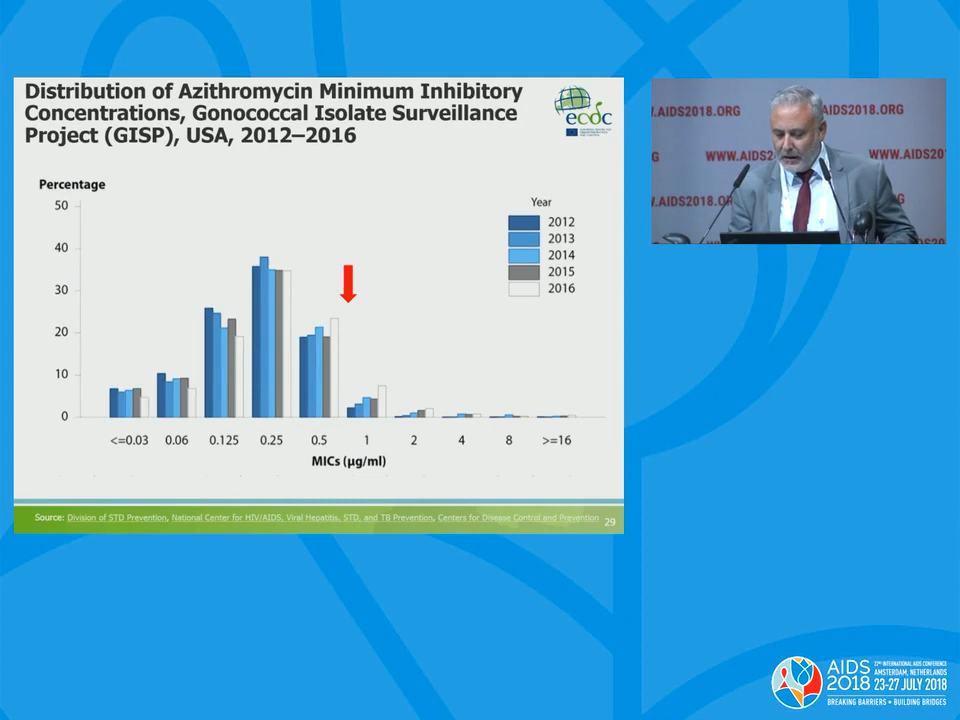 Distribution of Azithromycin Minimum Inhibitory
Concentrations, Gonococcal Isolate Surveillance
Project (GISP), USA, 2012–2016
ecdc
Percentage
50
40
30
20
10
0
Year
2012
2013
2014
2015
2016
<=0.03 0.06 0.125 0.25 0.5 1 2 4 8 >=16
MICs (µg/ml)
Source: Division of STD Prevention, National Center for HIV/AIDS, Viral Hepatitis, STD, and TB Prevention, Centers for Disease Control and Prevention
29
.AIDS2018.ORG AIDS2018.ORG
G WWW.AIDS2 WWW.AIDS20
.AIDS2018.OR G
AIDS 2018
22ND INTERNATIONAL AIDS CONFERENCE
AMSTERDAM, NETHERLANDS
23-27 JULY 2018
BREAKING BARRIERS • BUILDING BRIDGES